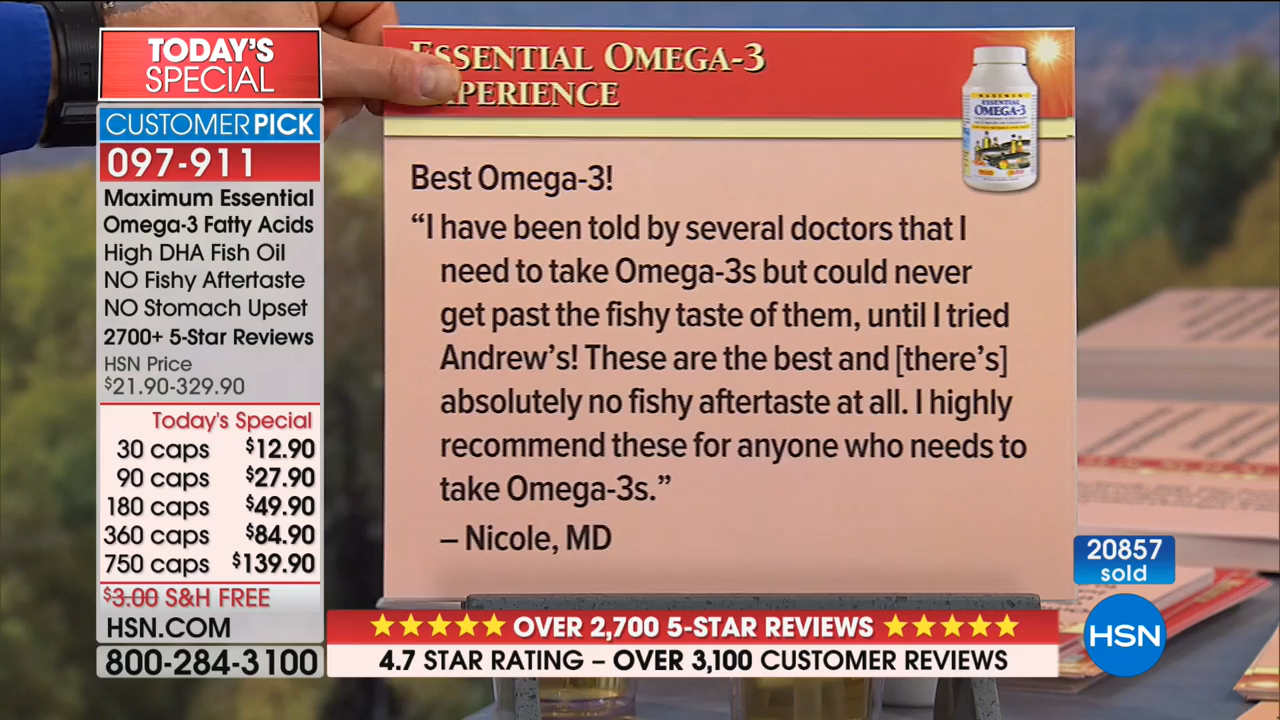 TODAY'S
SPECIAL
CUSTOMER PICK
097-911
Maximum Essential
Omega-3 Fatty Acids
High DHA Fish Oil
NO Fishy Aftertaste
NO Stomach Upset
2700+ 5-Star Reviews
HSN Price
$21.90-329.90
Today's Special
30 caps $12.90
90 caps $27.90
180 caps $49.90
360 caps $84.90
750 caps $139.90
$3.00 S&H FREE
HSN.COM
800-284-3100
ESSENTIAL OMEGA-3
XPERIENCE
MAXIMUM
ESSENTIAL
OMEGA-3
Best Omega-3!
“I have been told by several doctors that I
need to take Omega-3s but could never
get past the fishy taste of them, until I tried
Andrew’s! These are the best and [there’s]
absolutely no fishy aftertaste at all. I highly
recommend these for anyone who needs to
take Omega-3s.”
– Nicole, MD
20857
sold
HSN
OVER 2,700 5-STAR REVIEWS
4.7 STAR RATING – OVER 3,100 CUSTOMER REVIEWS